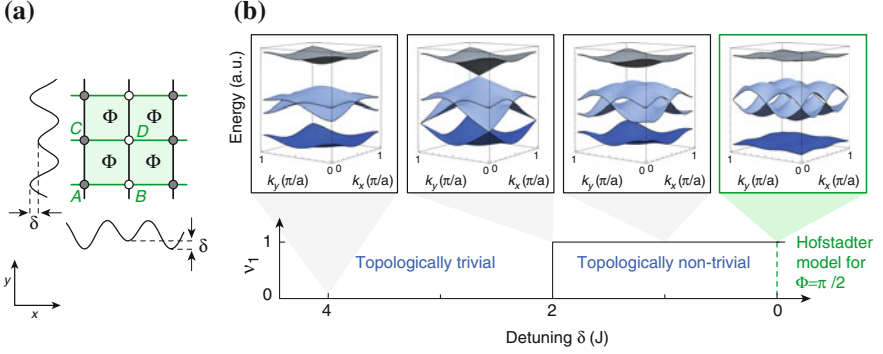 (a)
(b)
Φ Φ
Φ Φ
C
D
A
B
δ
δ
y
x
Energy (a.u.)
1
0 0
1
k_y (π/a)
k_x (π/a)
1
0 0
1
k_y (π/a)
k_x (π/a)
1
0 0
1
k_y (π/a)
k_x (π/a)
1
0 0
1
k_y (π/a)
k_x (π/a)
ν₁
1
0
Topologically trivial
Topologically non-trivial
Hofstadter
model for
Φ=π /2
4
2
0
Detuning δ (J)